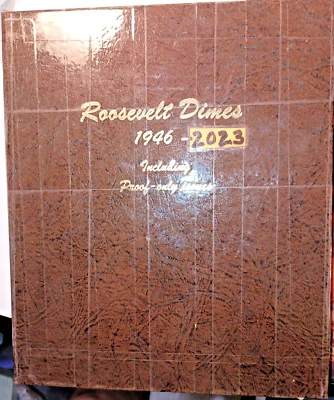 Roosevelt Dimes
1946 - 2023
Including
Proof-only issues